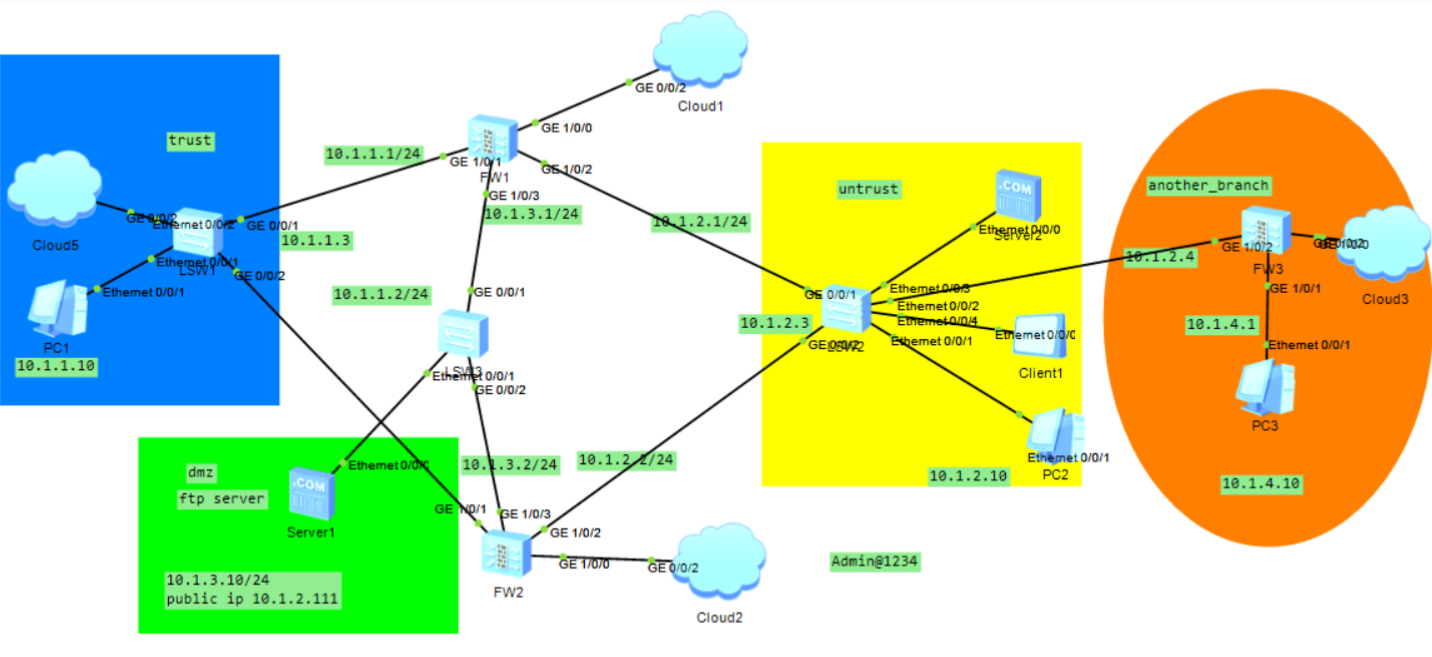 GE 0/0/2
Cloud1
GE 1/0/0
trust
10.1.1.1/24
GE 1/0/1
FW1
GE 1/0/2
untrust
.COM
another_branch
GE 1/0/3
10.1.3.1/24
10.1.2.1/24
GE 0/0/2
Ethernet 0/0/2
GE 0/0/1
Cloud5
LSW1
10.1.1.3
Ethernet 0/0/1
GE 0/0/2
Ethernet 0/0/1
PC1
10.1.1.10
Ethernet 0/0/0
Server2
10.1.2.4
GE 1/0/2
FW3
GE 1/0/1
Cloud3
10.1.1.2/24
GE 0/0/1
GE 0/0/1
Ethernet 0/0/3
Ethernet 0/0/2
Ethernet 0/0/4
Ethernet 0/0/1
Ethernet 0/0/0
10.1.2.3
GE 0/0/2
LSW2
Client1
10.1.4.1
Ethernet 0/0/1
PC3
10.1.4.10
LSW3
Ethernet 0/0/1
GE 0/0/2
dmz
ftp server
.COM
Ethernet 0/0/0
Server1
10.1.3.2/24
10.1.2.2/24
Ethernet 0/0/1
PC2
10.1.2.10
GE 1/0/1
GE 1/0/3
GE 1/0/2
GE 1/0/0
GE 0/0/2
FW2
Cloud2
Admin@1234
10.1.3.10/24
public ip 10.1.2.111